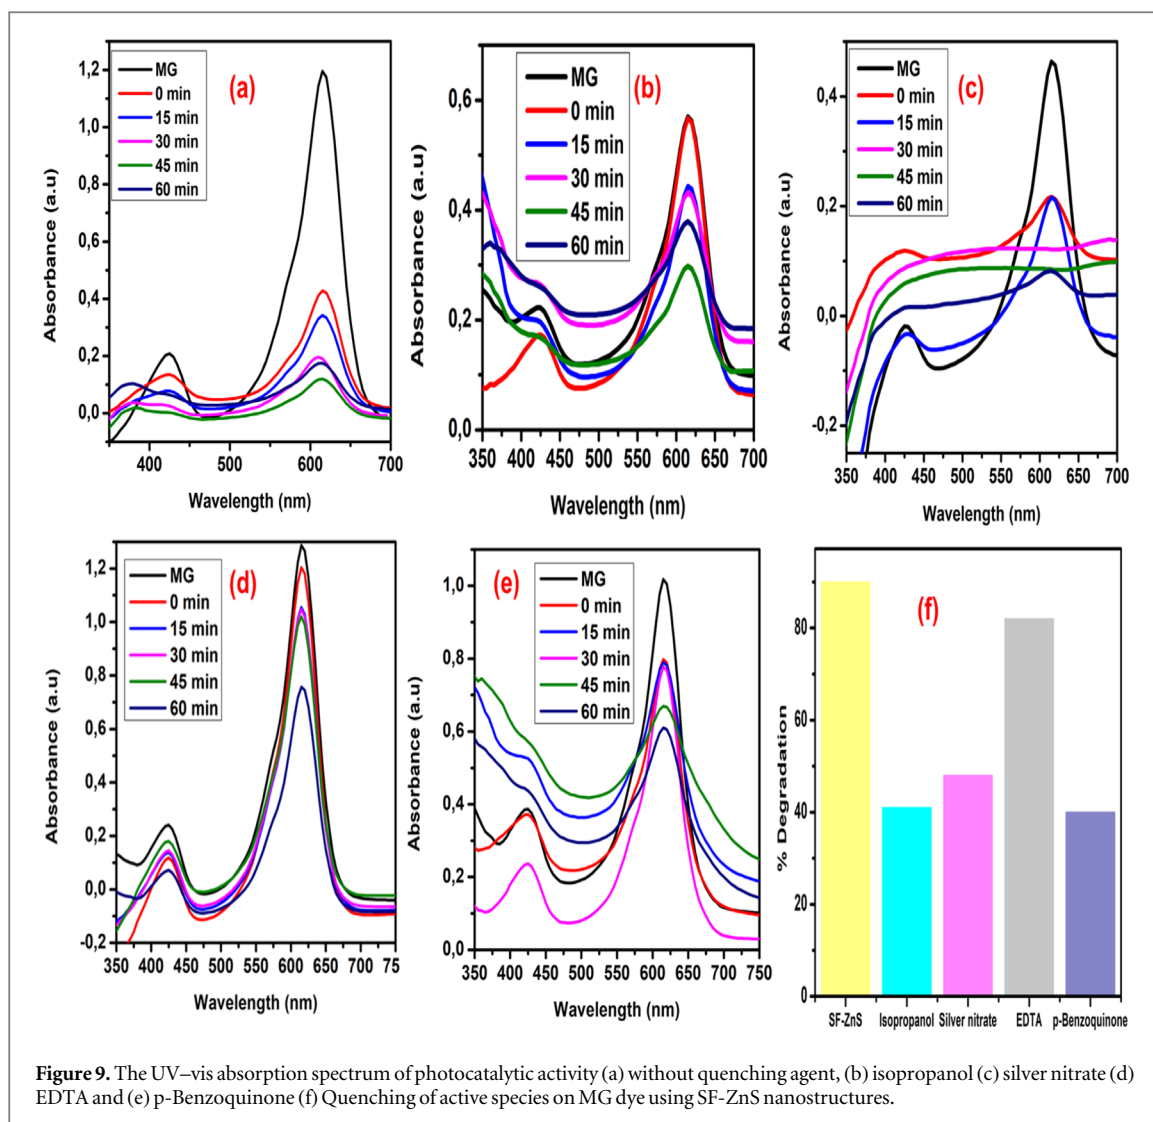 1,2
1,0
0,8
0,6
0,4
0,2
0,0
Absorbance (a.u)
MG
0 min
15 min
30 min
45 min
60 min
(a)
400 500 600 700
Wavelength (nm)
0,6
0,4
0,2
0,0
Absorbance (a.u)
MG
0 min
15 min
30 min
45 min
60 min
(b)
350 400 450 500 550 600 650 700
Wavelength (nm)
0,4
0,2
0,0
-0,2
Absorbance (a.u)
MG
0 min
15 min
30 min
45 min
60 min
(c)
350 400 450 500 550 600 650 700
Wavelength (nm)
1,2
1,0
0,8
0,6
0,4
0,2
0,0
-0,2
Absorbance (a.u)
MG
0 min
15 min
30 min
45 min
60 min
(d)
350 400 450 500 550 600 650 700 75
Wavelength (nm)
1,0
0,8
0,6
0,4
0,2
0,0
Absorbance (a.u)
MG
0 min
15 min
30 min
45 min
60 min
(e)
350 400 450 500 550 600 650 700 750
Wavelength (nm)
80
60
40
20
0
% Degradation
(f)
SF-ZnS Isopropanol Silver nitrate EDTA p-Benzoquinone
Figure 9. The UV–vis absorption spectrum of photocatalytic activity (a) without quenching agent, (b) isopropanol (c) silver nitrate (d)
EDTA and (e) p-Benzoquinone (f) Quenching of active species on MG dye using SF-ZnS nanostructures.